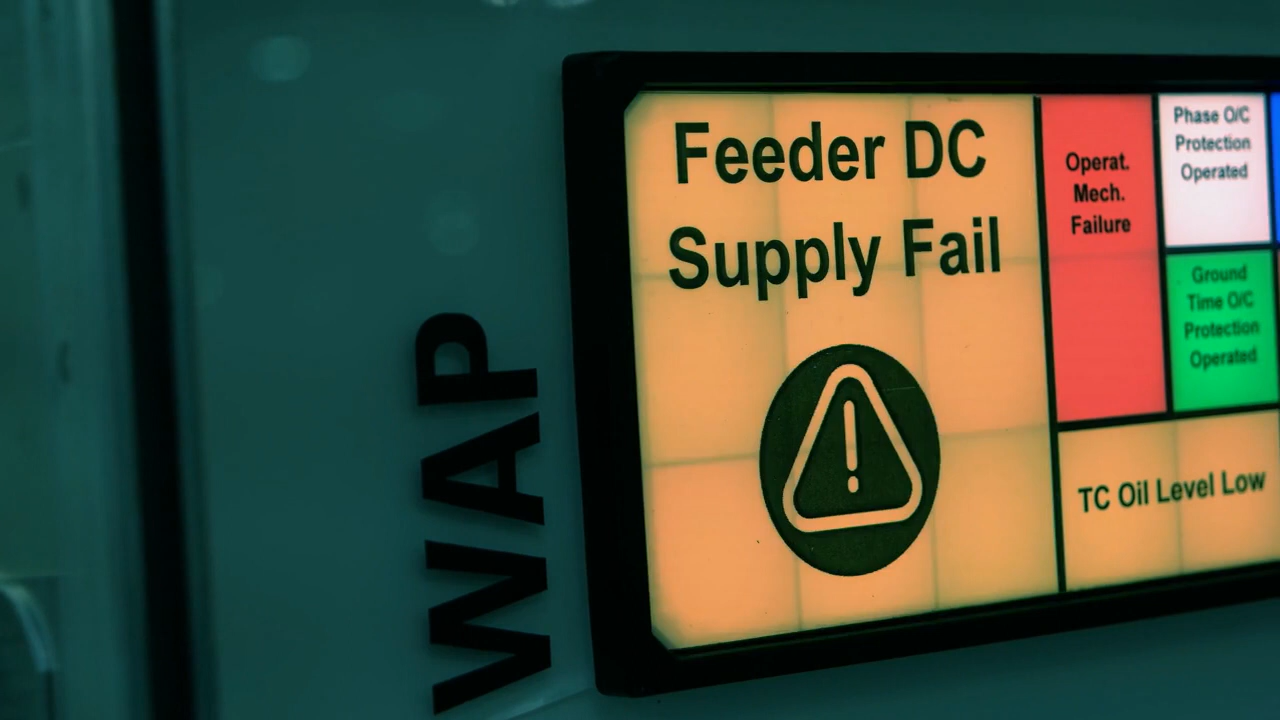 WAP
Feeder DC
Supply Fail
Operat.
Mech.
Failure
Phase O/C
Protection
Operated
Ground
Time O/C
Protection
Operated
TC Oil Level Low